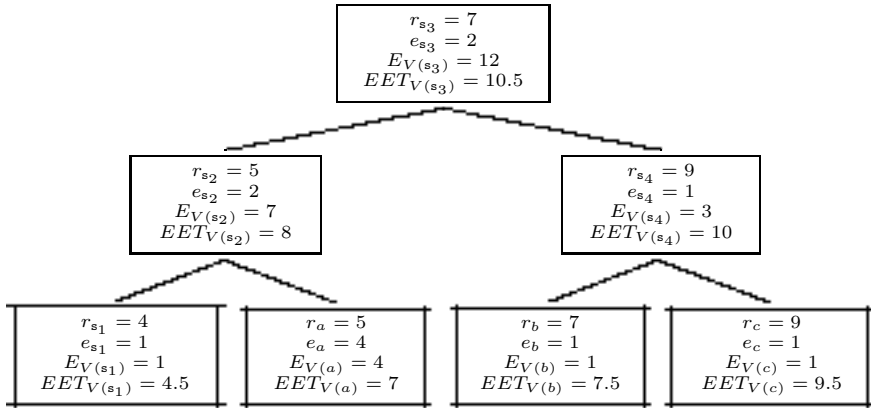 r_{s_3} = 7
e_{s_3} = 2
E_{V(s_3)} = 12
EET_{V(s_3)} = 10.5
r_{s_2} = 5
e_{s_2} = 2
E_{V(s_2)} = 7
EET_{V(s_2)} = 8
r_{s_4} = 9
e_{s_4} = 1
E_{V(s_4)} = 3
EET_{V(s_4)} = 10
r_{s_1} = 4
e_{s_1} = 1
E_{V(s_1)} = 1
EET_{V(s_1)} = 4.5
r_a = 5
e_a = 4
E_{V(a)} = 4
EET_{V(a)} = 7
r_b = 7
e_b = 1
E_{V(b)} = 1
EET_{V(b)} = 7.5
r_c = 9
e_c = 1
E_{V(c)} = 1
EET_{V(c)} = 9.5